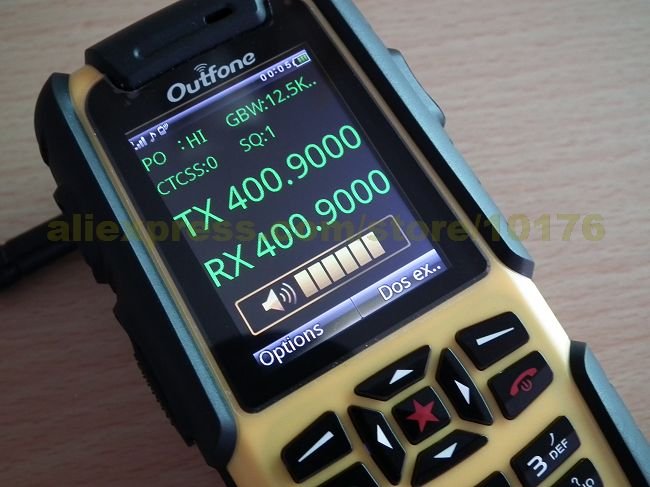 Outfone
00:05
PO :HI GBW:12.5K..
CTCSS:0 SQ:1
TX 400.9000
RX 400.9000
Options Dos ex..
aliexpress.com/store/10176
3 DEF